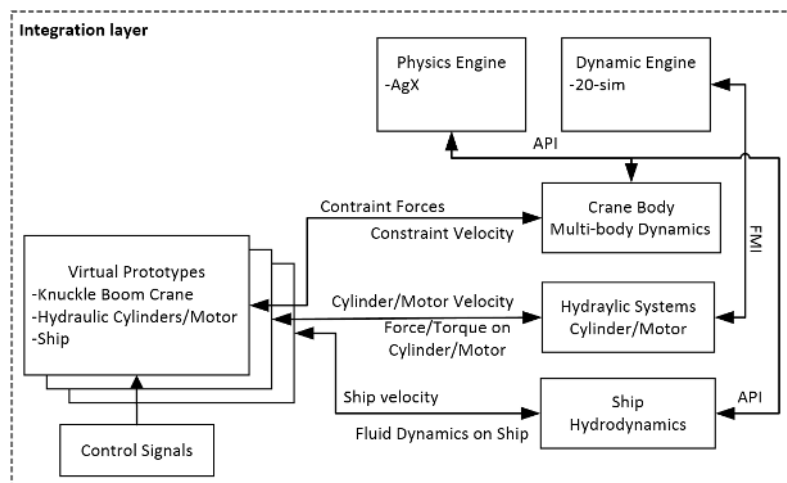 Integration layer
Physics Engine
-AgX
Dynamic Engine
-20-sim
API
Contraint Forces
Constraint Velocity
Crane Body
Multi-body Dynamics
FMI
Virtual Prototypes
-Knuckle Boom Crane
-Hydraulic Cylinders/Motor
-Ship
Cylinder/Motor Velocity
Force/Torque on
Cylinder/Motor
Hydraylic Systems
Cylinder/Motor
Ship velocity
Fluid Dynamics on Ship
Ship
Hydrodynamics
API
Control Signals